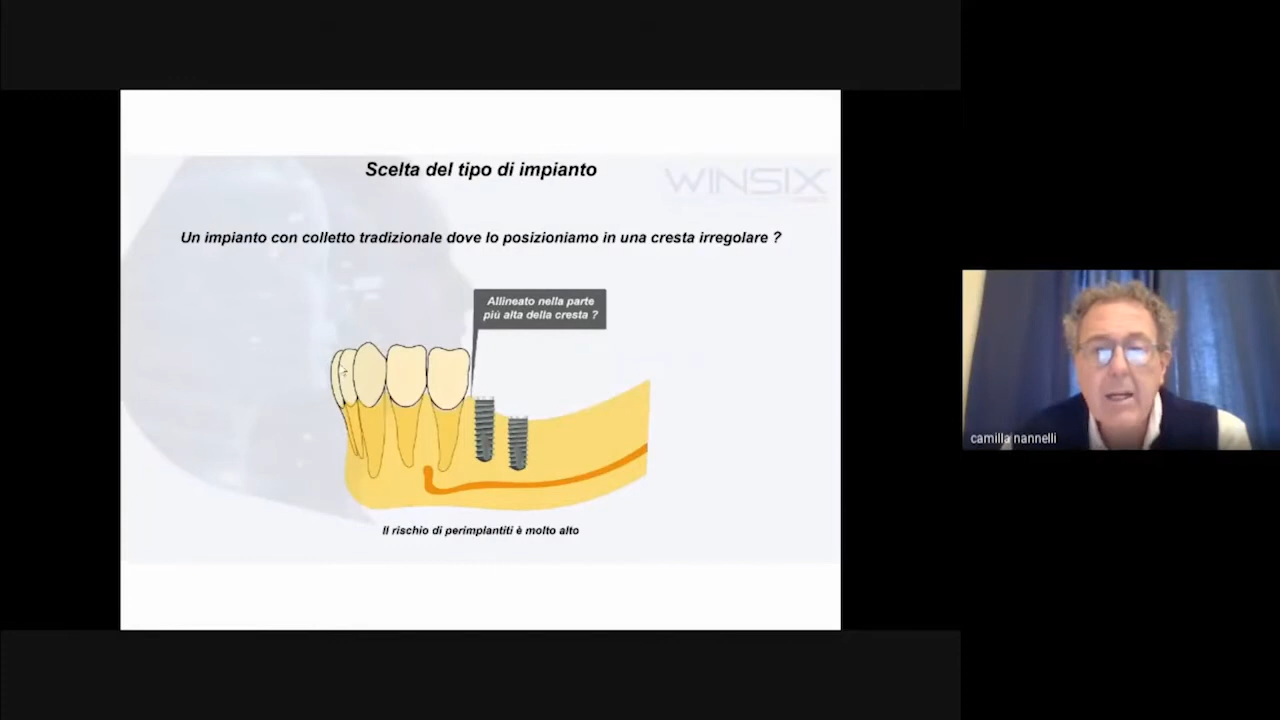 Scelta del tipo di impianto
WINSIX
Un impianto con colletto tradizionale dove lo posizioniamo in una cresta irregolare ?
Allineato nella parte
più alta della cresta ?
Il rischio di perimplantiti è molto alto
camilla nannelli